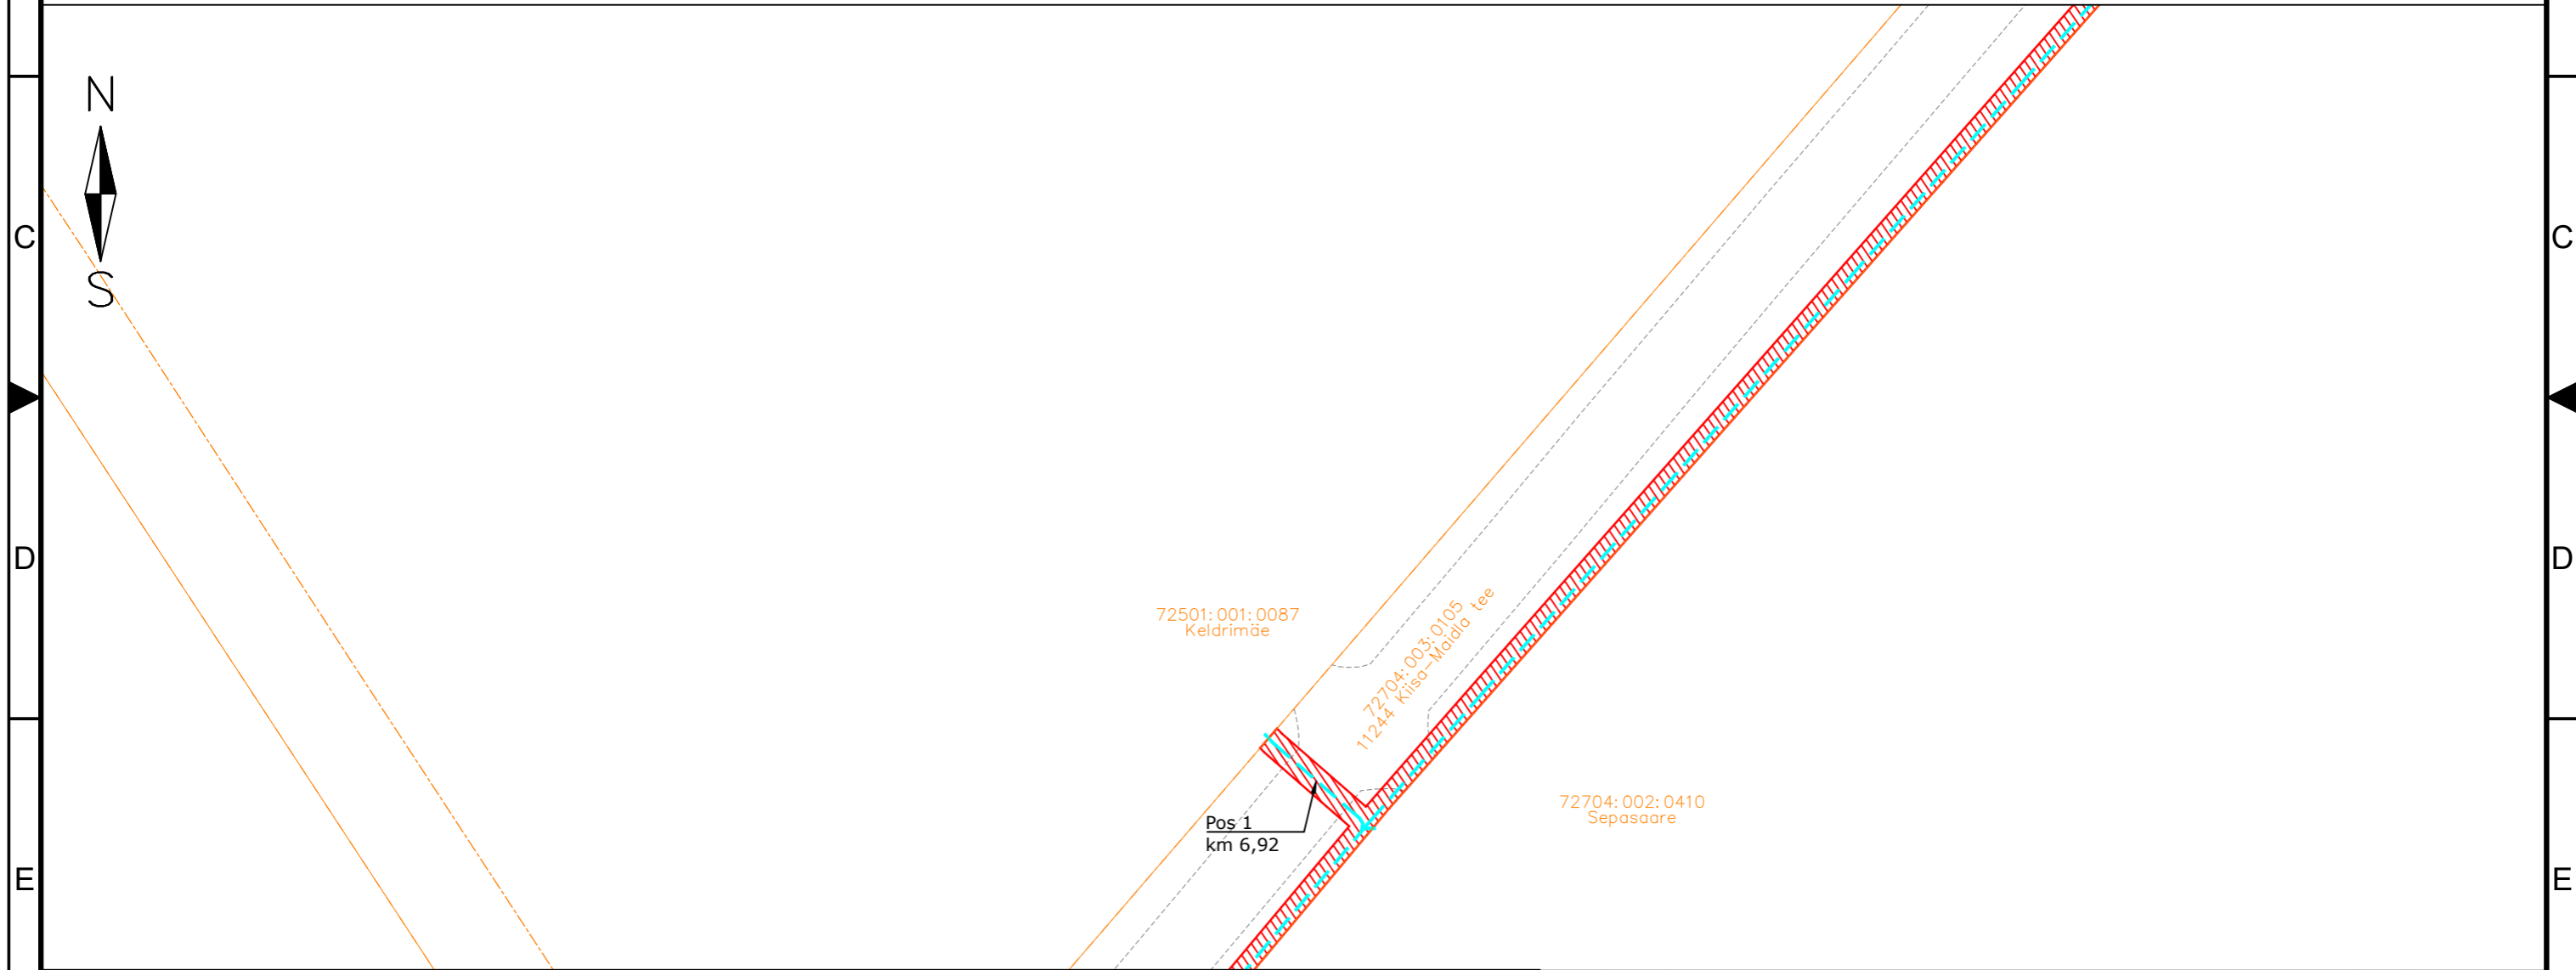 N
S
C
C
D
D
72501:001:0087
Keldrimäe
72704:003:0105
11244 Kiisa-Maidla tee
72704:002:0410
Sepasaare
Pos 1
km 6,92
E
E